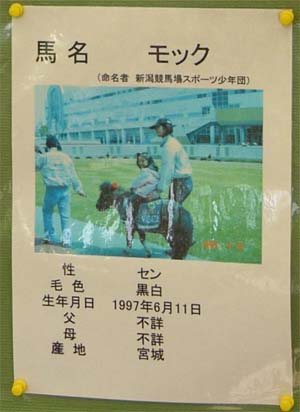 馬名 モック
(命名者 新潟競馬場スポーツ少年団)
性 セン
毛色 黒白
生年月日 1997年6月11日
父 不詳
母 不詳
産地 宮城